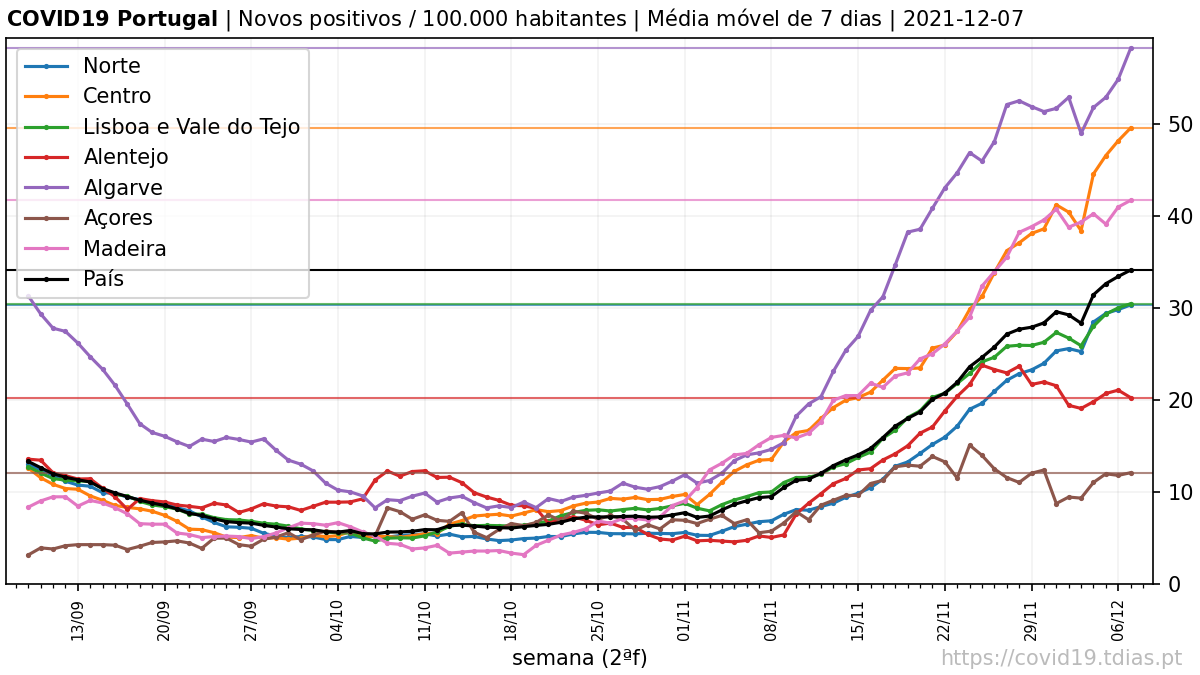 COVID19 Portugal | Novos positivos / 100.000 habitantes | Média móvel de 7 dias | 2021-12-07
Norte
Centro
Lisboa e Vale do Tejo
Alentejo
Algarve
Açores
Madeira
País
50
40
30
20
10
0
13/09 20/09 27/09 04/10 11/10 18/10 25/10 01/11 08/11 15/11 22/11 29/11 06/12
semana (2ªf)
https://covid19.tdias.pt